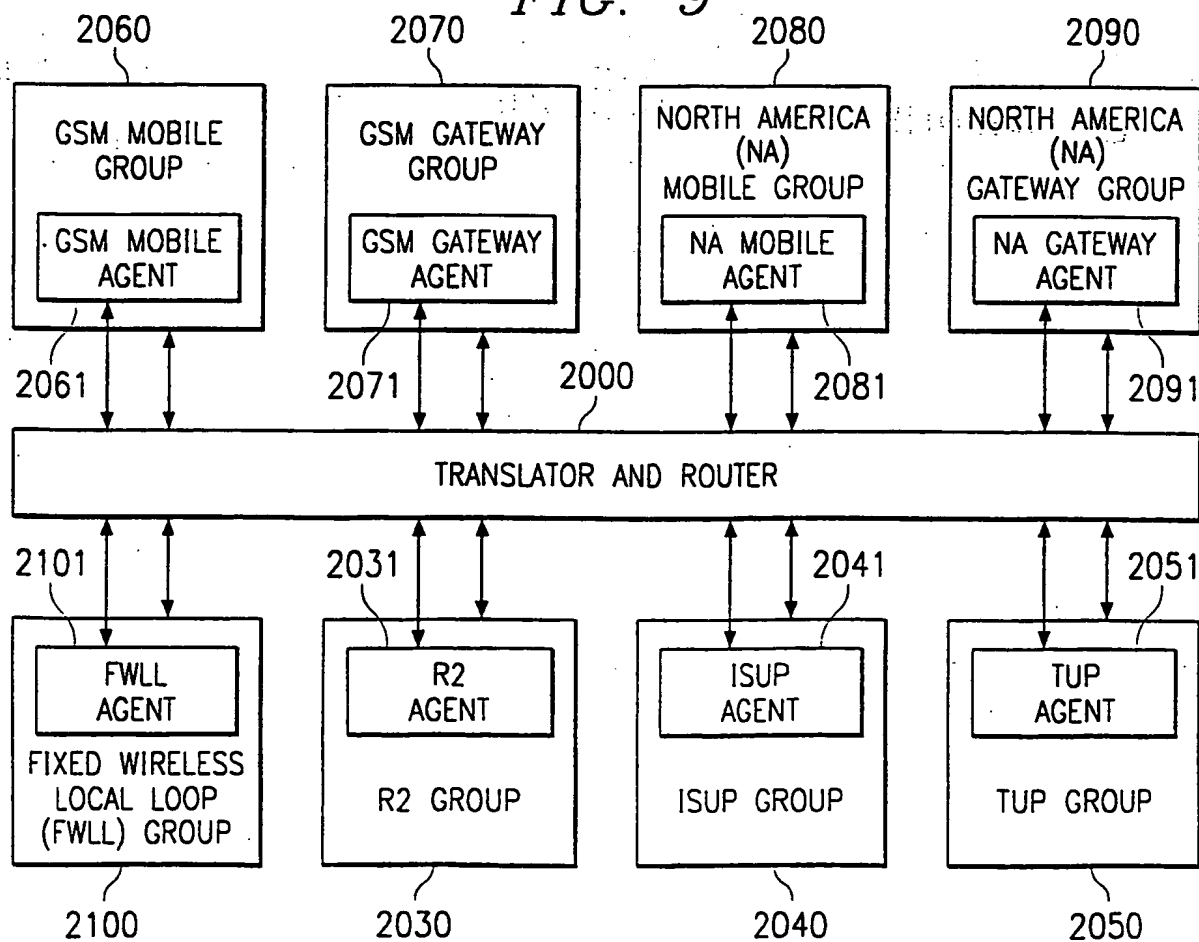 FIG. 9
2060
2070
2080
2090
GSM MOBILE
GROUP
GSM MOBILE
AGENT
GSM GATEWAY
GROUP
GSM GATEWAY
AGENT
NORTH AMERICA
(NA)
MOBILE GROUP
NA MOBILE
AGENT
NORTH AMERICA
(NA)
GATEWAY GROUP
NA GATEWAY
AGENT
2061
2071
2000
2081
2091
TRANSLATOR AND ROUTER
2101
2031
2041
2051
FWLL
AGENT
FIXED WIRELESS
LOCAL LOOP
(FWLL) GROUP
R2
AGENT
R2 GROUP
ISUP
AGENT
ISUP GROUP
TUP
AGENT
TUP GROUP
2100
2030
2040
2050